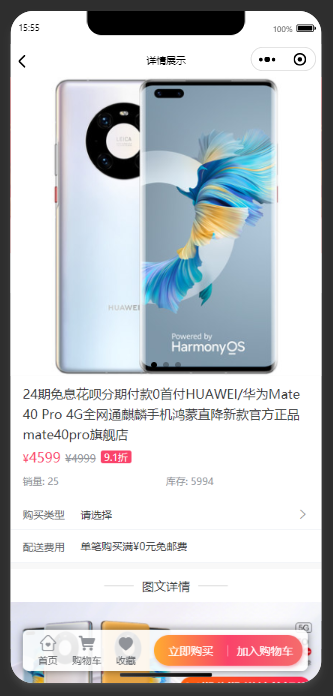 15:55
100%
详情展示
LEICA
HUAWEI
Powered by
HarmonyOS
24期免息花呗分期付款0首付HUAWEI/华为Mate
40 Pro 4G全网通麒麟手机鸿蒙直降新款官方正品
mate40pro旗舰店
¥4599 ¥4999 9.1折
销量: 25 库存: 5994
购买类型 请选择
配送费用 单笔购买满¥0元免邮费
图文详情
5G
首页 购物车 收藏 立即购买 加入购物车